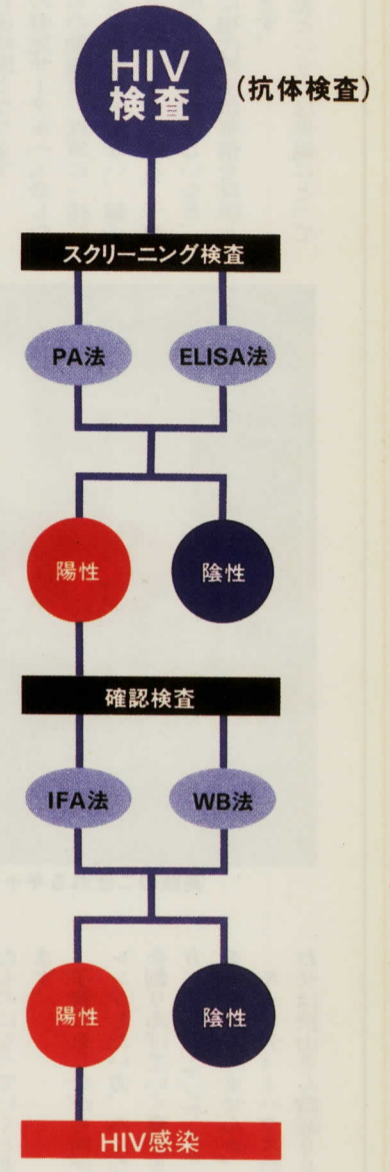 HIV
検査
(抗体検査)
スクリーニング検査
PA法
ELISA法
陽性
陰性
確認検査
IFA法
WB法
陽性
陰性
HIV感染